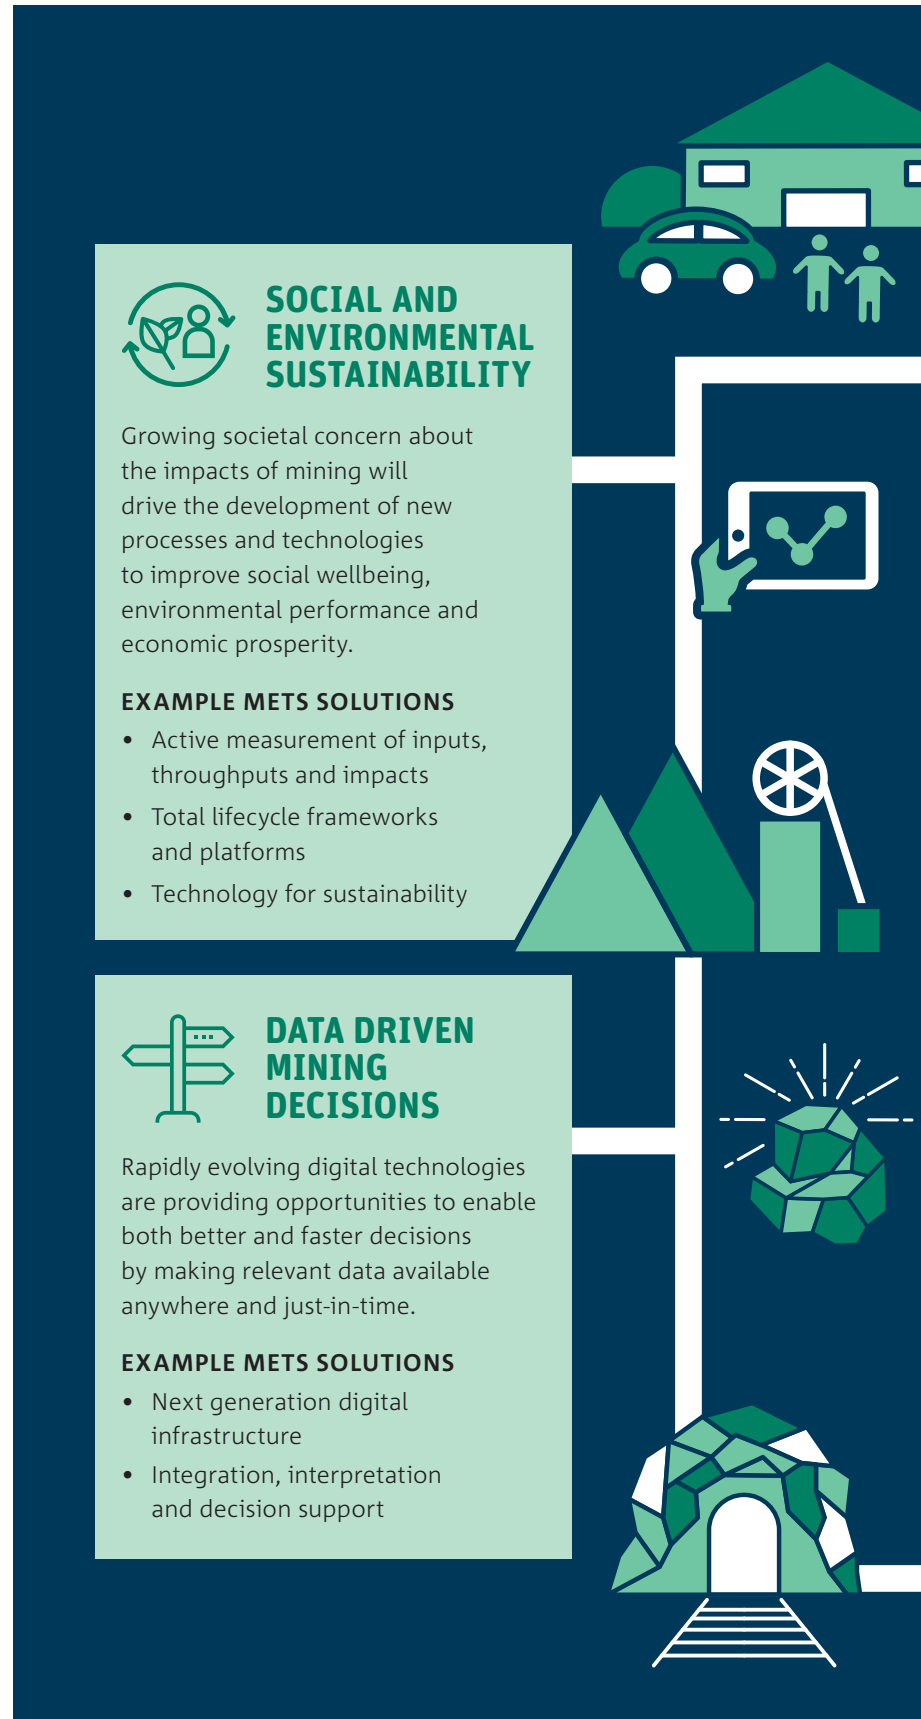 SOCIAL AND
ENVIRONMENTAL
SUSTAINABILITY
Growing societal concern about
the impacts of mining will
drive the development of new
processes and technologies
to improve social wellbeing,
environmental performance and
economic prosperity.
EXAMPLE METS SOLUTIONS
• Active measurement of inputs,
throughputs and impacts
• Total lifecycle frameworks
and platforms
• Technology for sustainability
DATA DRIVEN
MINING
DECISIONS
Rapidly evolving digital technologies
are providing opportunities to enable
both better and faster decisions
by making relevant data available
anywhere and just-in-time.
EXAMPLE METS SOLUTIONS
• Next generation digital
infrastructure
• Integration, interpretation
and decision support